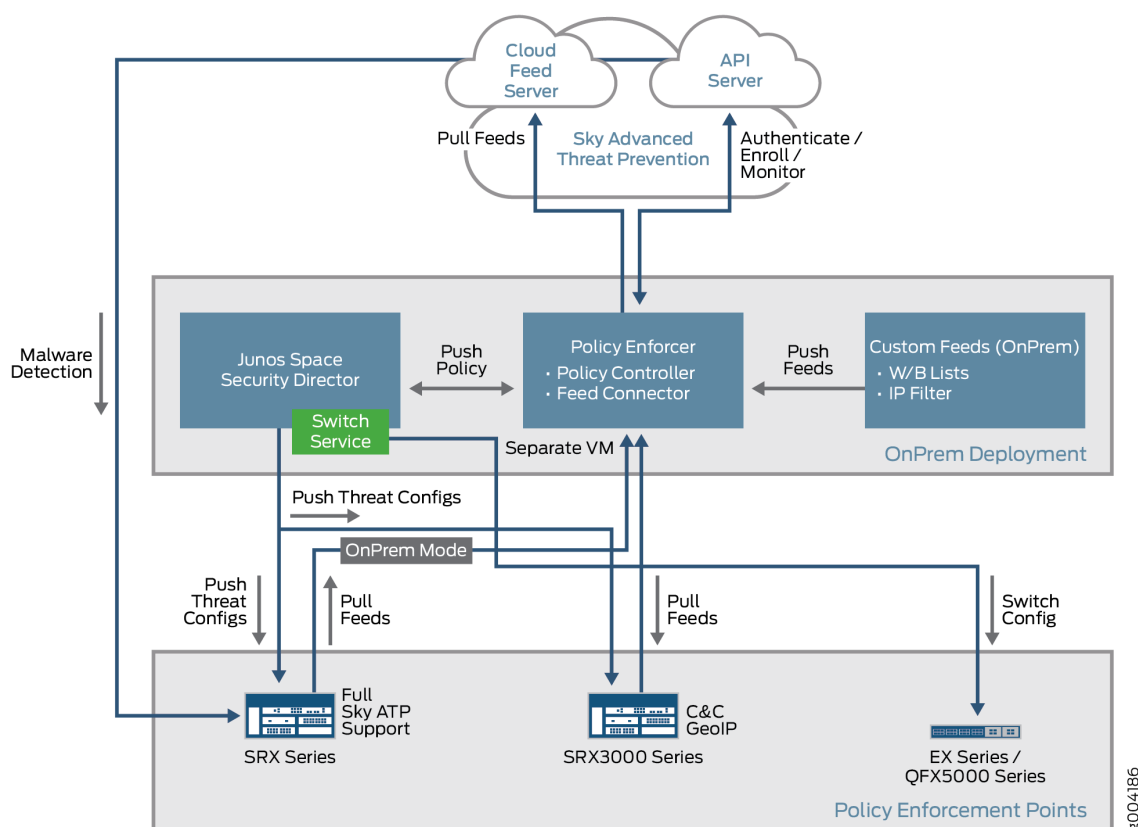 Cloud
Feed
Server
API
Server
Pull Feeds
Sky Advanced
Threat Prevention
Authenticate /
Enroll /
Monitor
Malware
Detection
Junos Space
Security Director
Switch
Service
Push
Policy
Policy Enforcer
· Policy Controller
· Feed Connector
Separate VM
Push
Feeds
Custom Feeds (OnPrem)
· W/B Lists
· IP Filter
OnPrem Deployment
Push Threat Configs
OnPrem Mode
Push
Threat
Configs
Pull
Feeds
Pull
Feeds
Switch
Config
Full
Sky ATP
Support
SRX Series
C&C
GeoIP
SRX3000 Series
EX Series /
QFX5000 Series
Policy Enforcement Points
g004186